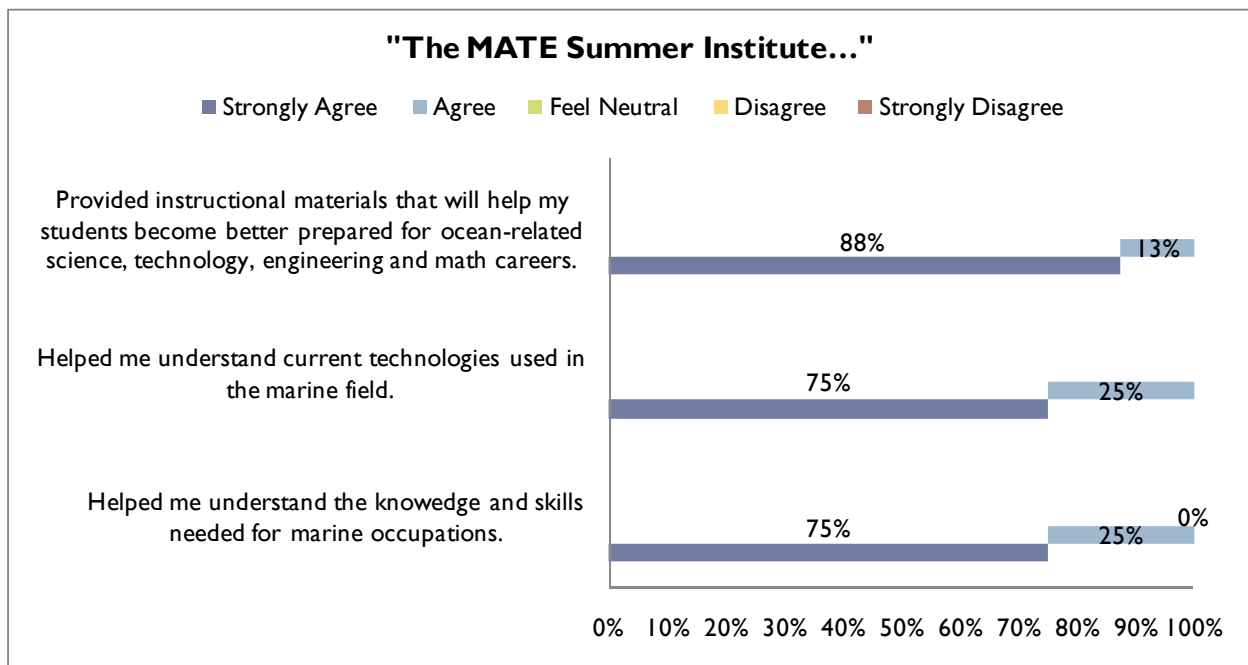 "The MATE Summer Institute…"
Strongly Agree Agree Feel Neutral Disagree Strongly Disagree
Provided instructional materials that will help my
students become better prepared for ocean-related
science, technology, engineering and math careers.
88%
13%
Helped me understand current technologies used in
the marine field.
75%
25%
Helped me understand the knowedge and skills
needed for marine occupations.
75%
25%
0%
0% 10% 20% 30% 40% 50% 60% 70% 80% 90% 100%